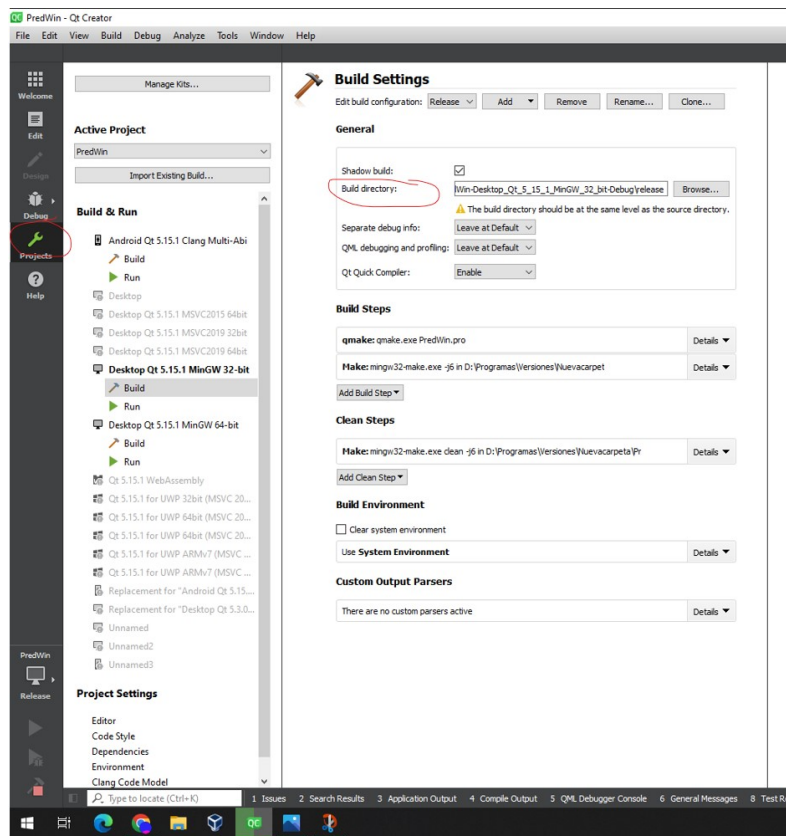 PredWin - Qt Creator
File Edit View Build Debug Analyze Tools Window Help
Welcome
Edit
Design
Debug
Projects
Help
PredWin
Release
Manage Kits...
Active Project
PredWin
Import Existing Build...
Build & Run
Android Qt 5.15.1 Clang Multi-Abi
Build
Run
Desktop
Desktop Qt 5.15.1 MSVC2015 64bit
Desktop Qt 5.15.1 MSVC2019 32bit
Desktop Qt 5.15.1 MSVC2019 64bit
Desktop Qt 5.15.1 MinGW 32-bit
Build
Run
Desktop Qt 5.15.1 MinGW 64-bit
Build
Run
Qt 5.15.1 WebAssembly
Qt 5.15.1 for UWP 32bit (MSVC 20...
Qt 5.15.1 for UWP 64bit (MSVC 20...
Qt 5.15.1 for UWP 64bit (MSVC 20...
Qt 5.15.1 for UWP ARMv7 (MSVC ...
Qt 5.15.1 for UWP ARMv7 (MSVC ...
Replacement for "Android Qt 5.15....
Replacement for "Desktop Qt 5.3.0...
Unnamed
Unnamed2
Unnamed3
Project Settings
Editor
Code Style
Dependencies
Environment
Clang Code Model
Build Settings
Edit build configuration: Release Add Remove Rename... Clone...
General
Shadow build:
Build directory: Win-Desktop_Qt_5_15_1_MinGW_32_bit-Debug\release Browse...
The build directory should be at the same level as the source directory.
Separate debug info: Leave at Default
QML debugging and profiling: Leave at Default
Qt Quick Compiler: Enable
Build Steps
qmake: qmake.exe PredWin.pro Details
Make: mingw32-make.exe -j6 in D:\Programas\Versiones\Nuevacarpet Details
Add Build Step
Clean Steps
Make: mingw32-make.exe clean -j6 in D:\Programas\Versiones\Nuevacarpeta\Pr Details
Add Clean Step
Build Environment
Clear system environment
Use System Environment Details
Custom Output Parsers
There are no custom parsers active Details
Type to locate (Ctrl+K) 1 Issues 2 Search Results 3 Application Output 4 Compile Output 5 QML Debugger Console 6 General Messages 8 Test R